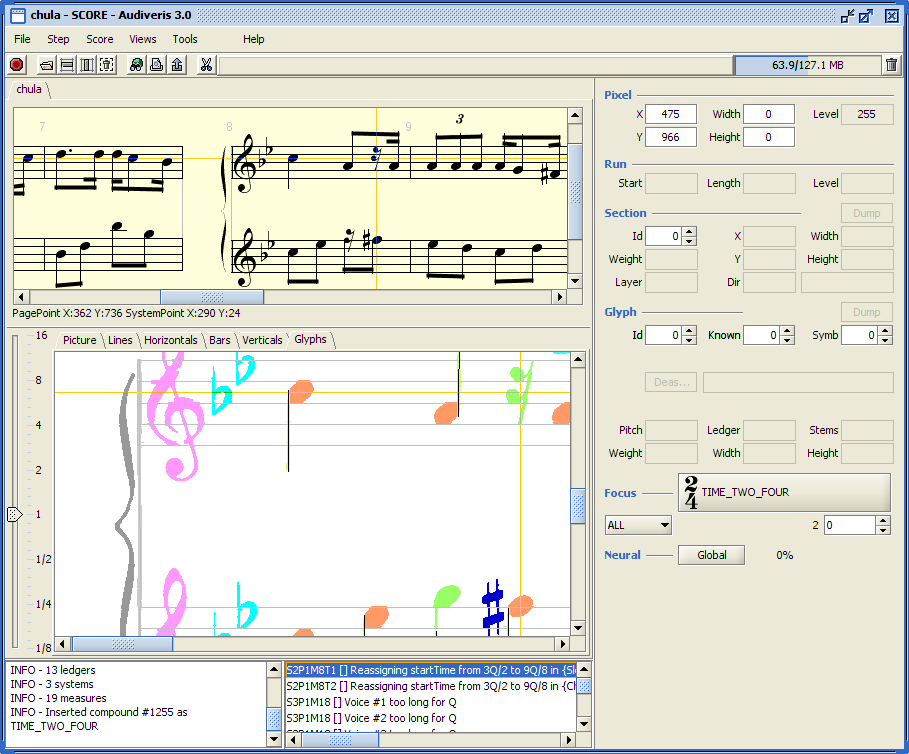 chula - SCORE - Audiveris 3.0
File Step Score Views Tools Help
63.9/127.1 MB
chula
7 8 9 3
PagePoint X:362 Y:736 SystemPoint X:290 Y:24
Picture Lines Horizontals Bars Verticals Glyphs
16
8
4
2
1
1/2
1/4
1/8
INFO - 13 ledgers
INFO - 3 systems
INFO - 19 measures
INFO - Inserted compound #1255 as
TIME_TWO_FOUR
S2P1M8T1 [] Reassigning startTime from 3Q/2 to 9Q/8 in {Sl
S2P1M8T2 [] Reassigning startTime from 3Q/2 to 9Q/8 in {Ch
S3P1M18 [] Voice #1 too long for Q
S3P1M18 [] Voice #2 too long for Q
Pixel
X 475 Width 0 Level 255
Y 966 Height 0
Run
Start Length Level
Section Dump
Id 0 X Width
Weight Y Height
Layer Dir
Glyph Dump
Id 0 Known 0 Symb 0
Deas...
Pitch Ledger Stems
Weight Width Height
Focus 2 4 TIME_TWO_FOUR
ALL 2 0
Neural Global 0%